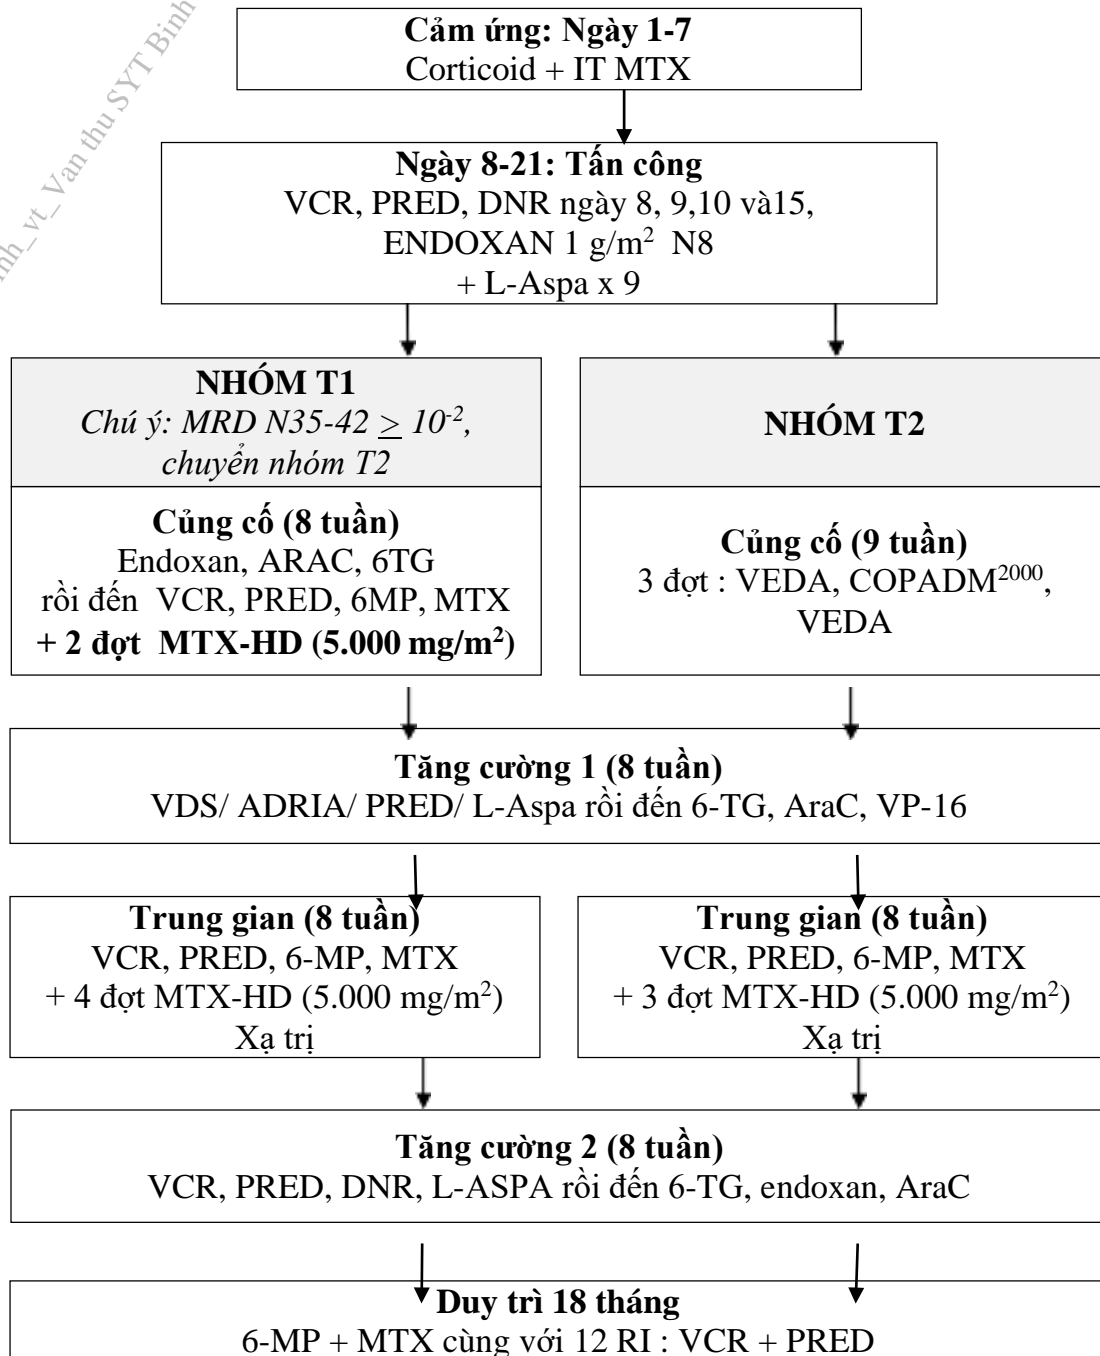 nh_vt_Van thu SYT Binh
Cảm ứng: Ngày 1-7
Corticoid + IT MTX
Ngày 8-21: Tấn công
VCR, PRED, DNR ngày 8, 9,10 và15,
ENDOXAN 1 g/m² N8
+ L-Aspa x 9
NHÓM T1
Chú ý: MRD N35-42 ≥ 10⁻²,
chuyển nhóm T2
Củng cố (8 tuần)
Endoxan, ARAC, 6TG
rồi đến VCR, PRED, 6MP, MTX
+ 2 đợt MTX-HD (5.000 mg/m²)
NHÓM T2
Củng cố (9 tuần)
3 đợt : VEDA, COPADM²⁰⁰⁰,
VEDA
Tăng cường 1 (8 tuần)
VDS/ ADRIA/ PRED/ L-Aspa rồi đến 6-TG, AraC, VP-16
Trung gian (8 tuần)
VCR, PRED, 6-MP, MTX
+ 4 đợt MTX-HD (5.000 mg/m²)
Xạ trị
Trung gian (8 tuần)
VCR, PRED, 6-MP, MTX
+ 3 đợt MTX-HD (5.000 mg/m²)
Xạ trị
Tăng cường 2 (8 tuần)
VCR, PRED, DNR, L-ASPA rồi đến 6-TG, endoxan, AraC
Duy trì 18 tháng
6-MP + MTX cùng với 12 RI : VCR + PRED